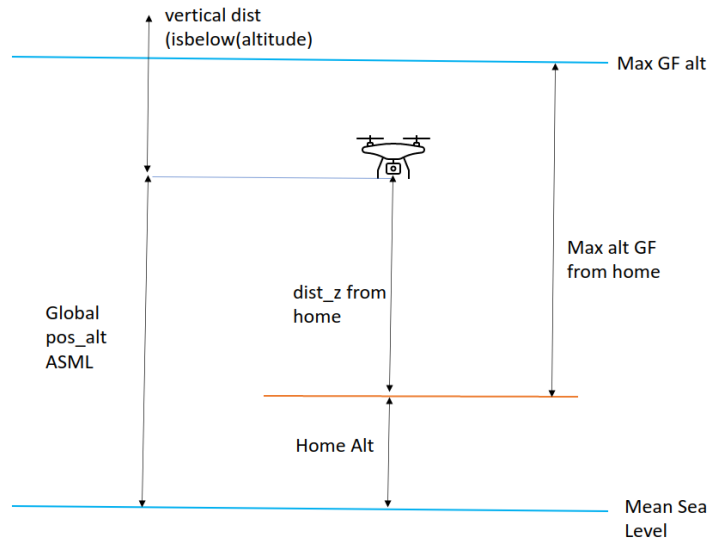 vertical dist
(isbelow(altitude)
Max GF alt
Max alt GF
from home
dist_z from
home
Global
pos_alt
ASML
Home Alt
Mean Sea
Level